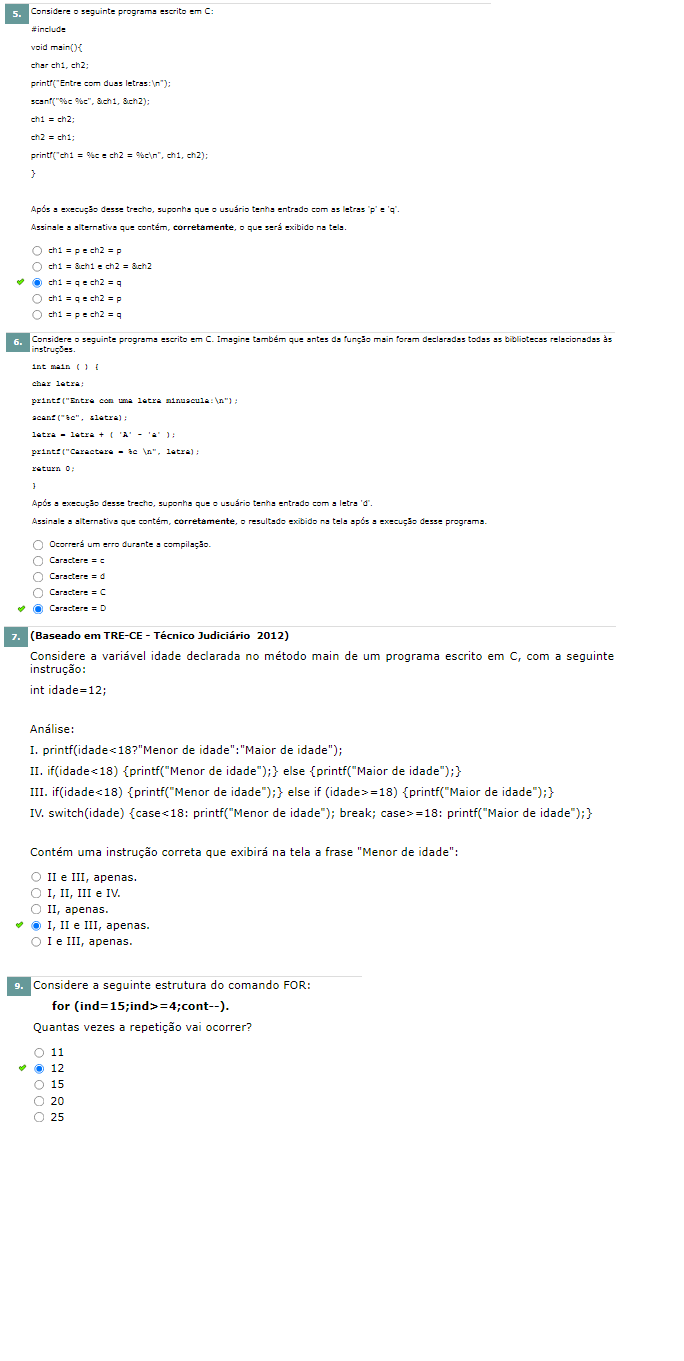 5. Considere o seguinte programa escrito em C:
#include
void main(){
char ch1, ch2;
printf("Entre com duas letras:\n");
scanf("%c %c", &ch1, &ch2);
ch1 = ch2;
ch2 = ch1;
printf("ch1 = %c e ch2 = %c\n", ch1, ch2);
}
Após a execução desse trecho, suponha que o usuário tenha entrado com as letras 'p' e 'q'.
Assinale a alternativa que contém, corretamente, o que será exibido na tela.
ch1 = p e ch2 = p
ch1 = &ch1 e ch2 = &ch2
ch1 = q e ch2 = q
ch1 = q e ch2 = p
ch1 = p e ch2 = q
6. Considere o seguinte programa escrito em C. Imagine também que antes da função main foram declaradas todas as bibliotecas relacionadas às
instruções.
int main ( ) {
char letra;
printf("Entre com uma letra minuscula:\n");
scanf("%c", &letra);
letra = letra + ( 'A' - 'a' );
printf("Caractere = %c \n", letra);
return 0;
}
Após a execução desse trecho, suponha que o usuário tenha entrado com a letra 'd'.
Assinale a alternativa que contém, corretamente, o resultado exibido na tela após a execução desse programa.
Ocorrerá um erro durante a compilação.
Caractere = c
Caractere = d
Caractere = C
Caractere = D
7. (Baseado em TRE-CE - Técnico Judiciário 2012)
Considere a variável idade declarada no método main de um programa escrito em C, com a seguinte
instrução:
int idade=12;
Análise:
I. printf(idade<18?"Menor de idade":"Maior de idade");
II. if(idade<18) {printf("Menor de idade");} else {printf("Maior de idade");}
III. if(idade<18) {printf("Menor de idade");} else if (idade>=18) {printf("Maior de idade");}
IV. switch(idade) {case<18: printf("Menor de idade"); break; case>=18: printf("Maior de idade");}
Contém uma instrução correta que exibirá na tela a frase "Menor de idade":
II e III, apenas.
I, II, III e IV.
II, apenas.
I, II e III, apenas.
I e III, apenas.
9. Considere a seguinte estrutura do comando FOR:
for (ind=15;ind>=4;cont--).
Quantas vezes a repetição vai ocorrer?
11
12
15
20
25